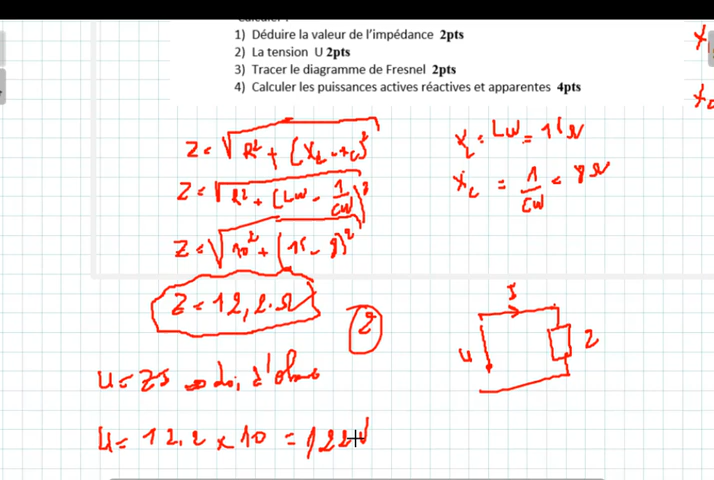 1) Déduire la valeur de l'impédance 2pts
2) La tension U 2pts
3) Tracer le diagramme de Fresnel 2pts
4) Calculer les puissances actives réactives et apparentes 4pts
Z = √R² + (XL - Xc)²
Z = √R² + (Lω - 1/Cω)²
Z = √10² + (15 - 8)²
Z = 12,2 Ω
2
U = ZI → loi d'ohm
U = 12,2 × 10 = 122V
XL = Lω = 15Ω
Xc = 1/Cω = 8Ω
I
U
Z